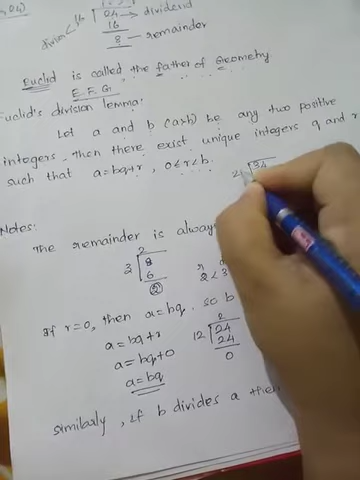 16 24 → dividend
16
8 — remainder
Euclid is called the father of Geometry.
E.F.G
Euclid's division lemma:
Let a and b (a>b) be any two positive
integers. Then there exist unique integers q and r
such that a=bq+r, 0≤r<b.
34
Notes:
The remainder is always
2
3 8
6
2
2<3
If r=0, then a=bq. so b
a=bq+r
a=bq+0
a=bq
2
12 24
24
0
similarly, if b divides a then